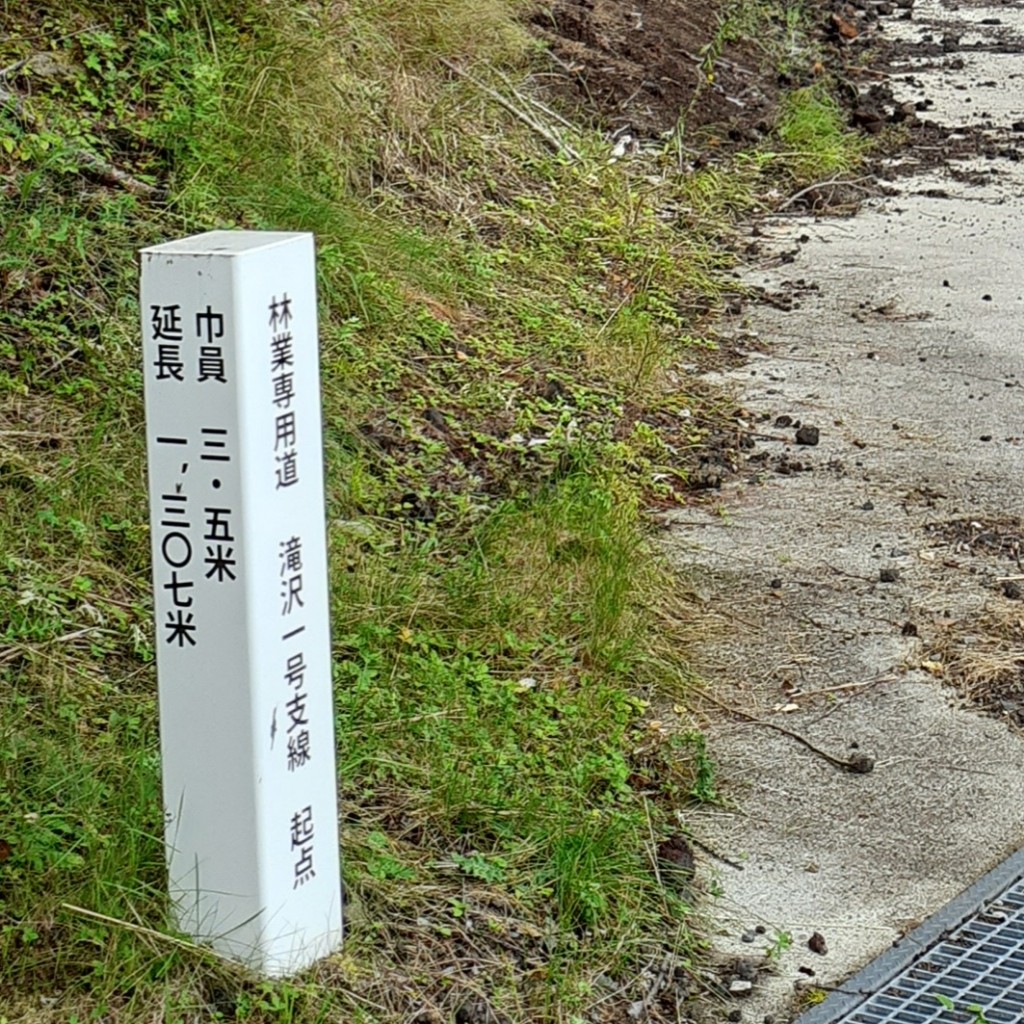 林業専用道 滝沢一号支線 起点
巾員 三・五米
延長 一,三〇七米